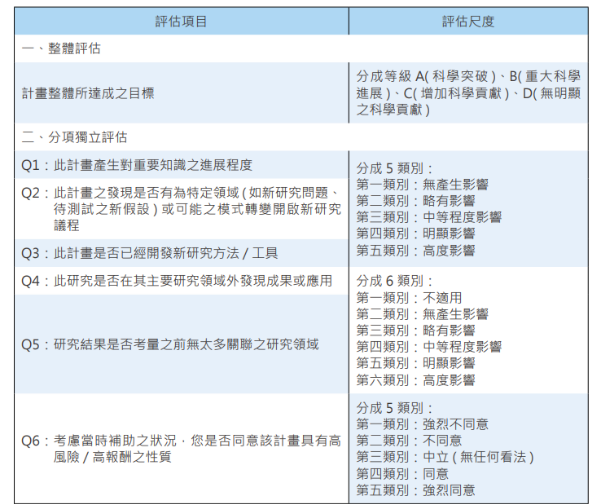 評估項目
評估尺度
一、整體評估
計畫整體所達成之目標
分成等級 A( 科學突破 )、B( 重大科學
進展 )、C( 增加科學貢獻 )、D( 無明顯
之科學貢獻 )
二、分項獨立評估
Q1：此計畫產生對重要知識之進展程度
Q2：此計畫之發現是否有為特定領域 ( 如新研究問題、
待測試之新假設 ) 或可能之模式轉變開啟新研究
議程
Q3：此計畫是否已經開發新研究方法 / 工具
分成 5 類別：
第一類別：無產生影響
第二類別：略有影響
第三類別：中等程度影響
第四類別：明顯影響
第五類別：高度影響
Q4：此研究是否在其主要研究領域外發現成果或應用
Q5：研究結果是否考量之前無太多關聯之研究領域
分成 6 類別：
第一類別：不適用
第二類別：無產生影響
第三類別：略有影響
第四類別：中等程度影響
第五類別：明顯影響
第六類別：高度影響
Q6：考慮當時補助之狀況，您是否同意該計畫具有高
風險 / 高報酬之性質
分成 5 類別：
第一類別：強烈不同意
第二類別：不同意
第三類別：中立 ( 無任何看法 )
第四類別：同意
第五類別：強烈同意